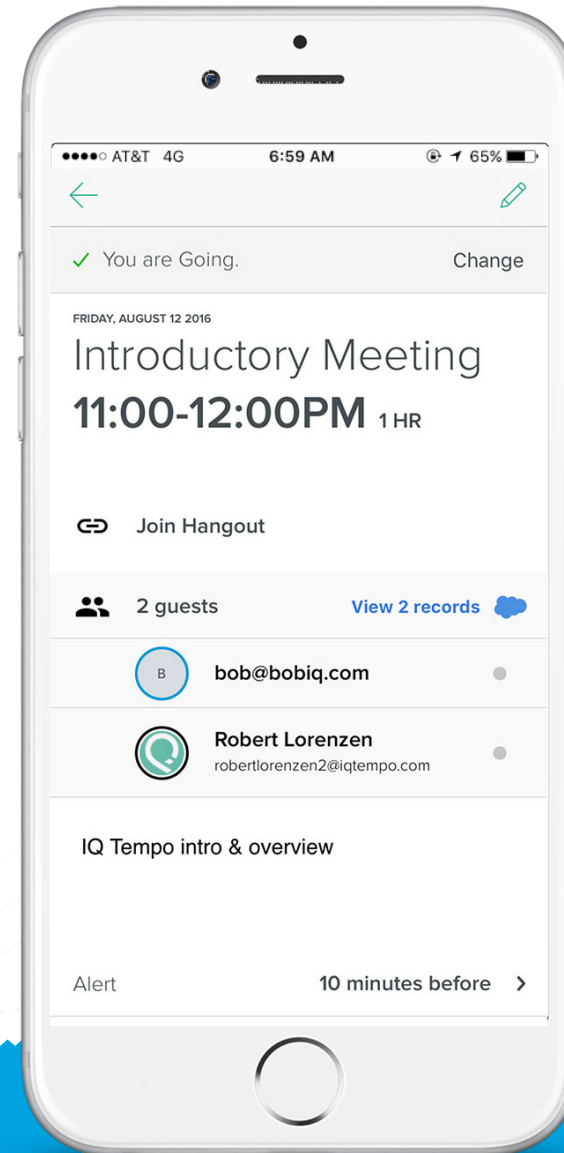 AT&T 4G 6:59 AM 65%
You are Going. Change
FRIDAY, AUGUST 12 2016
Introductory Meeting
11:00-12:00PM 1 HR
Join Hangout
2 guests View 2 records
B bob@bobiq.com
Robert Lorenzen
robertlorenzen2@iqtempo.com
IQ Tempo intro & overview
Alert 10 minutes before